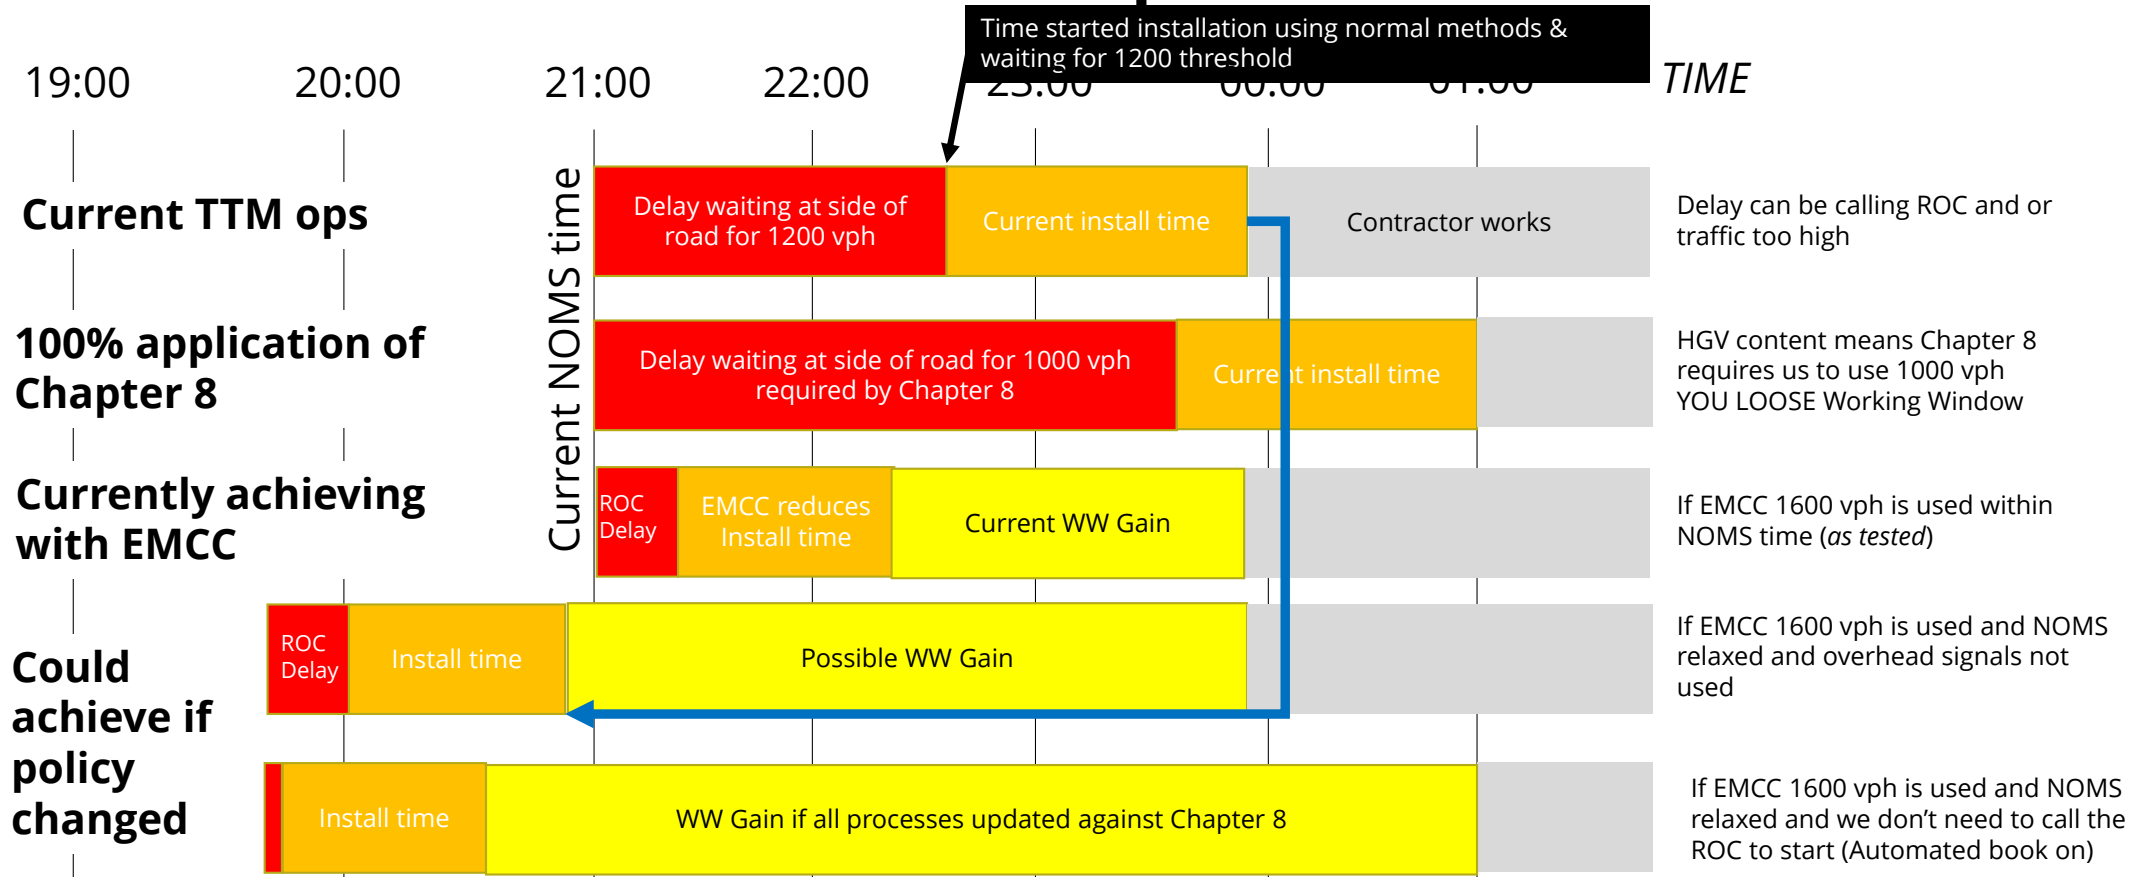 Time started installation using normal methods &
waiting for 1200 threshold
19:00
20:00
21:00
22:00
23:00
00:00
01:00
TIME
Current NOMS time
Current TTM ops
Delay waiting at side of
road for 1200 vph
Current install time
Contractor works
Delay can be calling ROC and or
traffic too high
100% application of
Chapter 8
Delay waiting at side of road for 1000 vph
required by Chapter 8
Current install time
HGV content means Chapter 8
requires us to use 1000 vph
YOU LOOSE Working Window
Currently achieving
with EMCC
ROC
Delay
EMCC reduces
Install time
Current WW Gain
If EMCC 1600 vph is used within
NOMS time (as tested)
Could
achieve if
policy
changed
ROC
Delay
Install time
Possible WW Gain
If EMCC 1600 vph is used and NOMS
relaxed and overhead signals not
used
Install time
WW Gain if all processes updated against Chapter 8
If EMCC 1600 vph is used and NOMS
relaxed and we don’t need to call the
ROC to start (Automated book on)